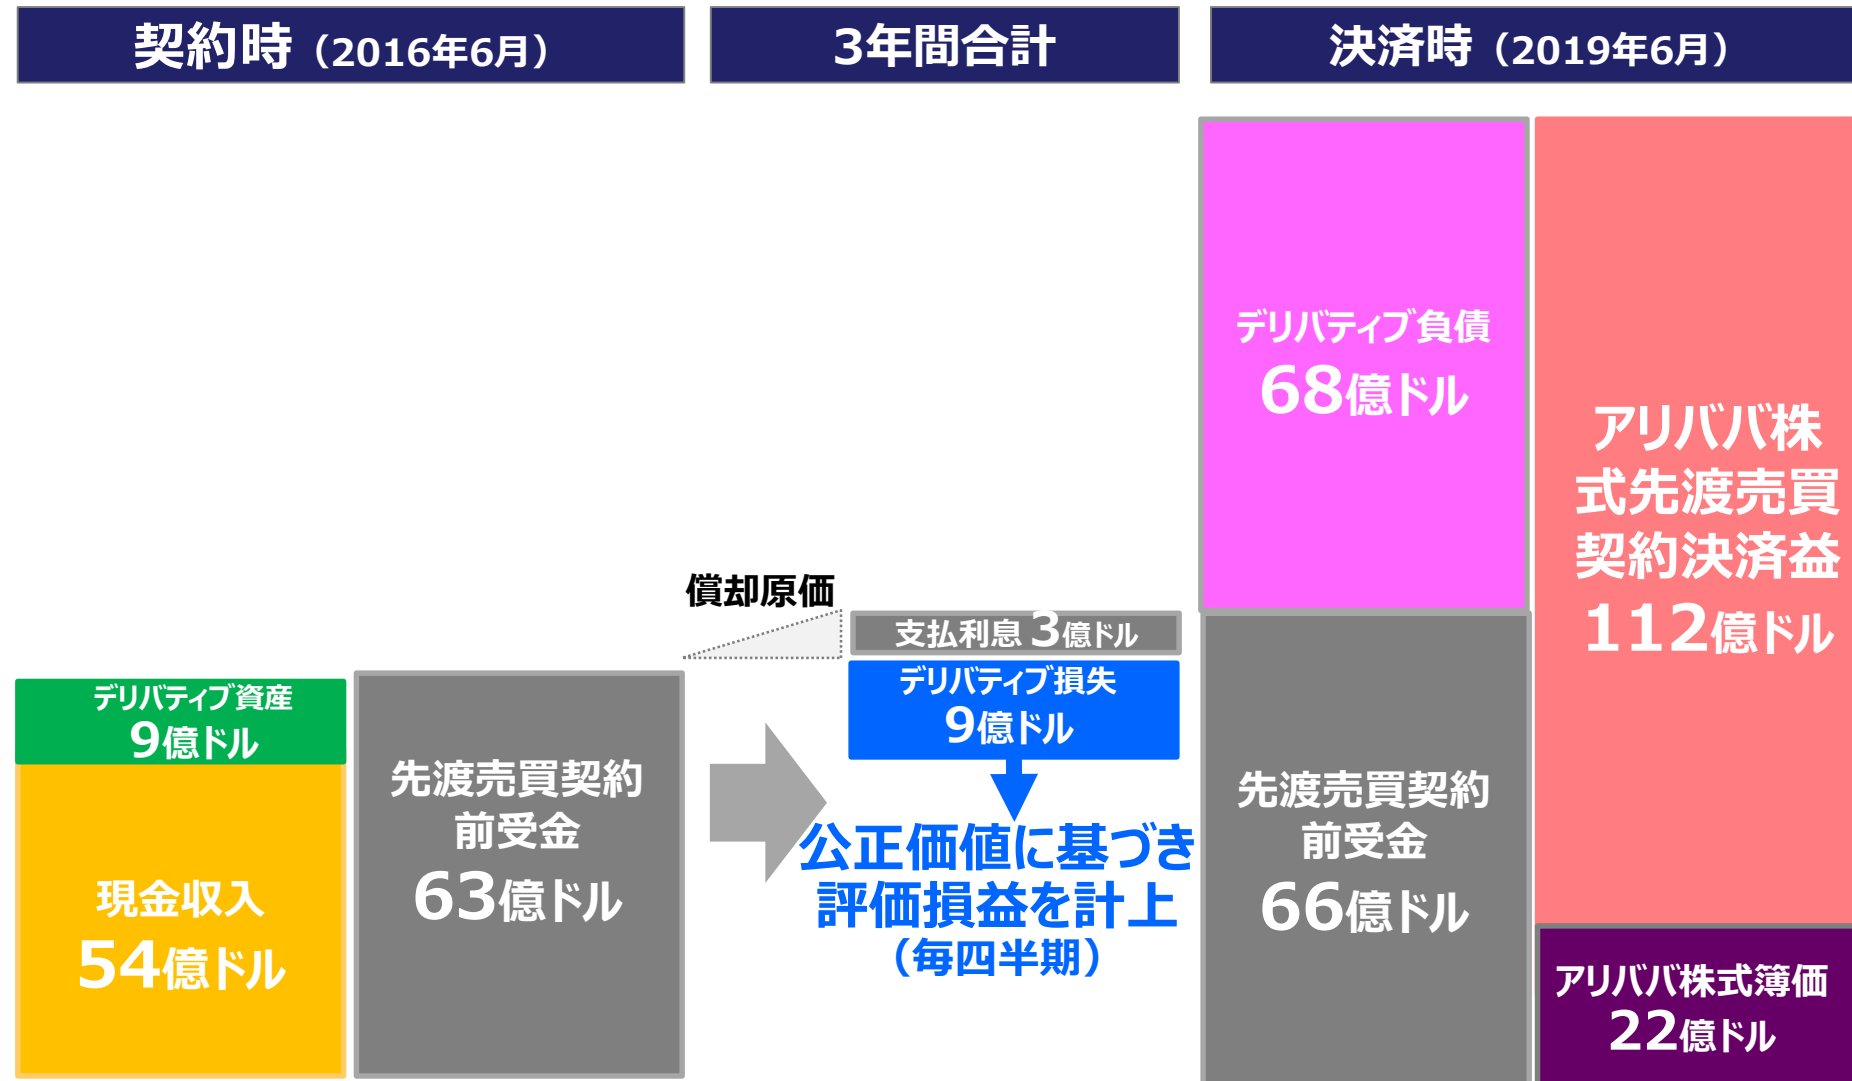 契約時（2016年6月）
3年間合計
決済時（2019年6月）
デリバティブ資産
9億ドル
現金収入
54億ドル
先渡売買契約
前受金
63億ドル
償却原価
支払利息 3億ドル
デリバティブ損失
9億ドル
公正価値に基づき
評価損益を計上
（毎四半期）
デリバティブ負債
68億ドル
先渡売買契約
前受金
66億ドル
アリババ株
式先渡売買
契約決済益
112億ドル
アリババ株式簿価
22億ドル